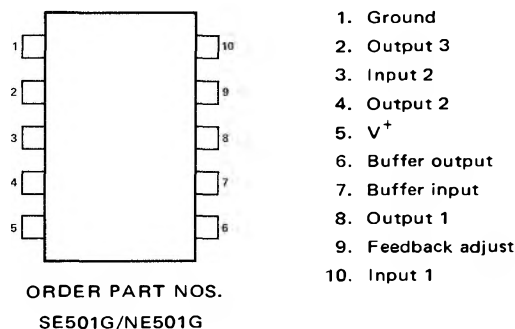 1
2
3
4
5
10
9
8
7
6
ORDER PART NOS.
SE501G/NE501G
1. Ground
2. Output 3
3. Input 2
4. Output 2
5. V+
6. Buffer output
7. Buffer input
8. Output 1
9. Feedback adjust
10. Input 1